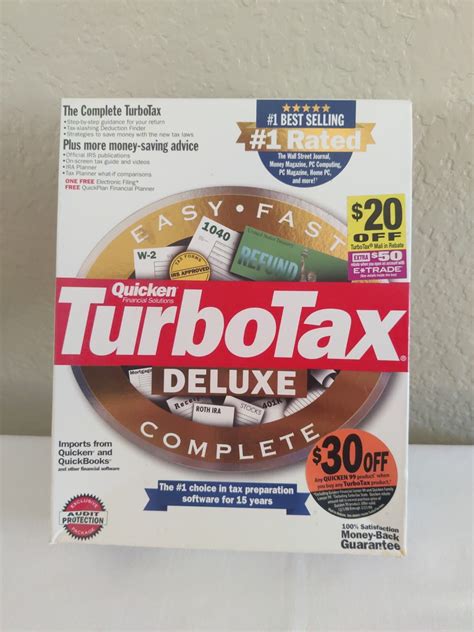 The Complete TurboTax
•Step-by-step guidance for your return
•Tax-slashing Deduction Finder
•Strategies to save money with the new tax laws
Plus more money-saving advice
•Official IRS publications
•On-screen tax guide and videos
•IRA Planner
•Tax Planner what-if comparisons
ONE FREE Electronic Filing*
FREE QuickPlan Financial Planner
#1 BEST SELLING
#1 Rated
The Wall Street Journal,
Money Magazine, PC Computing,
PC Magazine, Home PC,
and more!
$20
OFF
TurboTax® Mail in Rebate
EXTRA $50
E*TRADE
EASY • FAST
W-2
1040
TAX FORMS
IRS APPROVED
REFUND
Quicken
Financial Solutions
TurboTax®
DELUXE
Mortgage
ROTH IRA
STOCKS
401K
COMPLETE
Imports from
Quicken® and
QuickBooks®
and other financial software
$30 OFF
Any QUICKEN 99 product* when
you buy any TurboTax product.*
The #1 choice in tax preparation
software for 15 years
EXCLUSIVE
AUDIT
PROTECTION
PACKAGE
100% Satisfaction
Money-Back
Guarantee